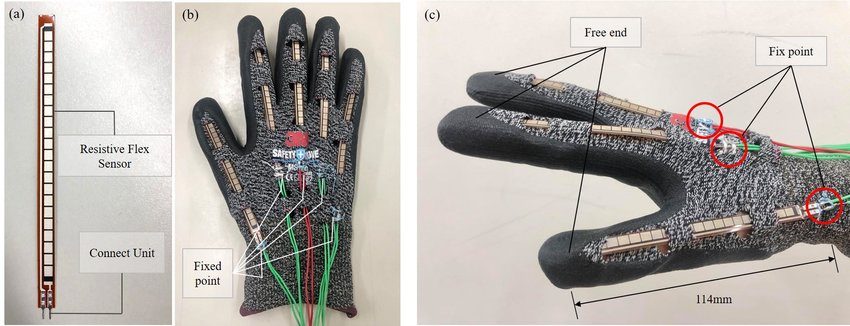 (a)
Resistive Flex
Sensor
Connect Unit
(b)
SAFETY
Fixed
point
(c)
Free end
Fix point
114mm